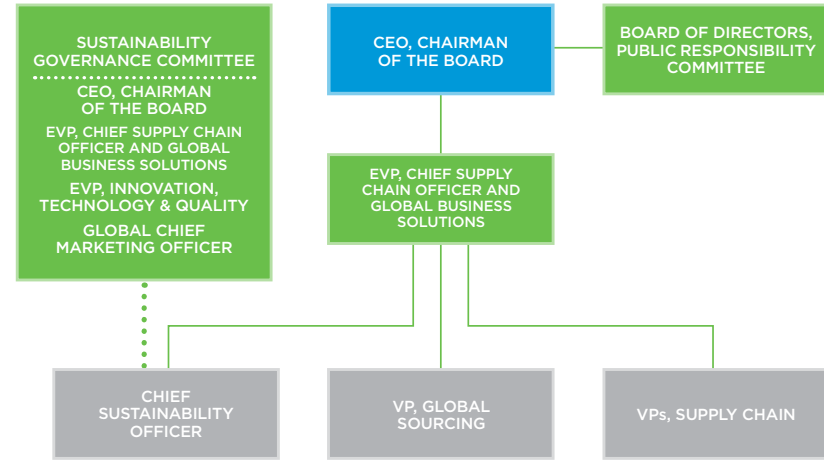 SUSTAINABILITY
GOVERNANCE COMMITTEE
CEO, CHAIRMAN
OF THE BOARD
EVP, CHIEF SUPPLY CHAIN
OFFICER AND GLOBAL
BUSINESS SOLUTIONS
EVP, INNOVATION,
TECHNOLOGY & QUALITY
GLOBAL CHIEF
MARKETING OFFICER
CEO, CHAIRMAN
OF THE BOARD
BOARD OF DIRECTORS,
PUBLIC RESPONSIBILITY
COMMITTEE
EVP, CHIEF SUPPLY
CHAIN OFFICER AND
GLOBAL BUSINESS
SOLUTIONS
CHIEF
SUSTAINABILITY
OFFICER
VP, GLOBAL
SOURCING
VPs, SUPPLY CHAIN